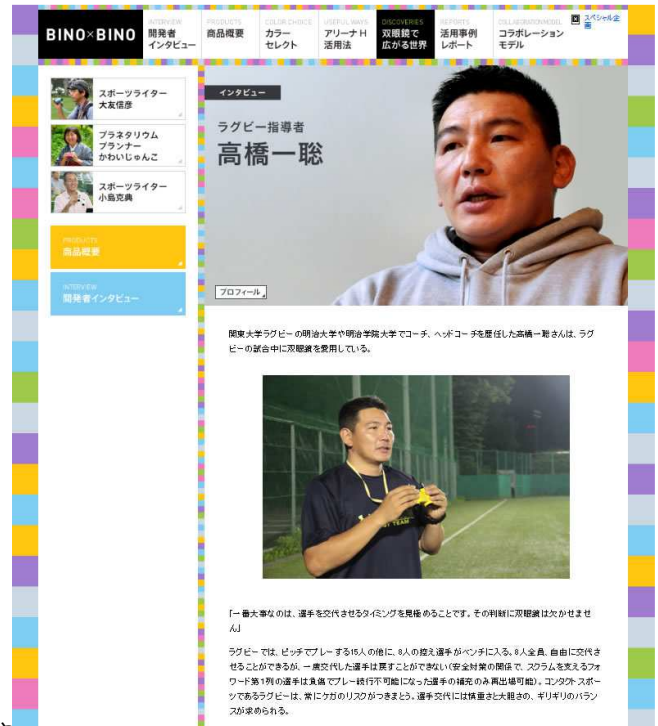 BINO×BINO
INTERVIEW
開発者
インタビュー
PRODUCTS
商品概要
COLOR CHOICE
カラー
セレクト
USEFUL WAYS
アリーナH
活用法
DISCOVERIES
双眼鏡で
広がる世界
REPORTS
活用事例
レポート
COLLABORATION MODEL
コラボレーション
モデル
スペシャル企
画
スポーツライター
大友信彦
プラネタリウム
プランナー
かわいじゅんこ
スポーツライター
小島克典
PRODUCTS
商品概要
INTERVIEW
開発者インタビュー
インタビュー
ラグビー指導者
高橋一聡
プロフィール
関東大学ラグビーの明治大学や明治学院大学でコーチ、ヘッドコーチを歴任した高橋一聡さんは、ラグ
ビーの試合中に双眼鏡を愛用している。
「一番大事なのは、選手を交代させるタイミングを見極めることです。その判断に双眼鏡は欠かせませ
ん」
ラグビーでは、ピッチでプレーする15人の他に、8人の控え選手がベンチに入る。8人全員、自由に交代さ
せることができるが、一度交代した選手は戻すことができない（安全対策の関係で、スクラムを支えるフォ
ワード第1列の選手は負傷でプレー続行不可能になった選手の補充のみ再出場可能）。コンタクトスポー
ツであるラグビーは、常にケガのリスクがつきまとう。選手交代には慎重さと大胆さの、ギリギリのバラン
スが求められる。